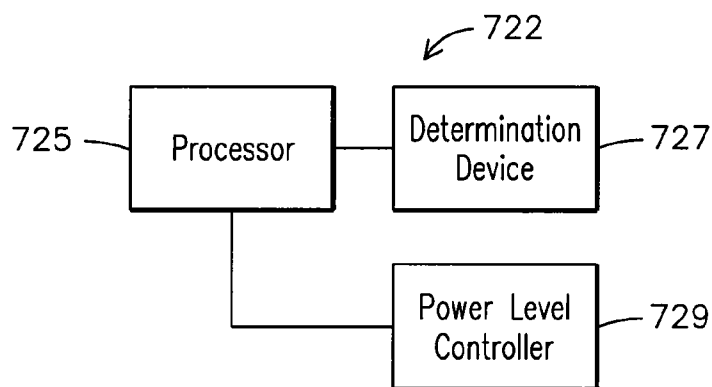 722
725
Processor
Determination
Device
727
Power Level
Controller
729